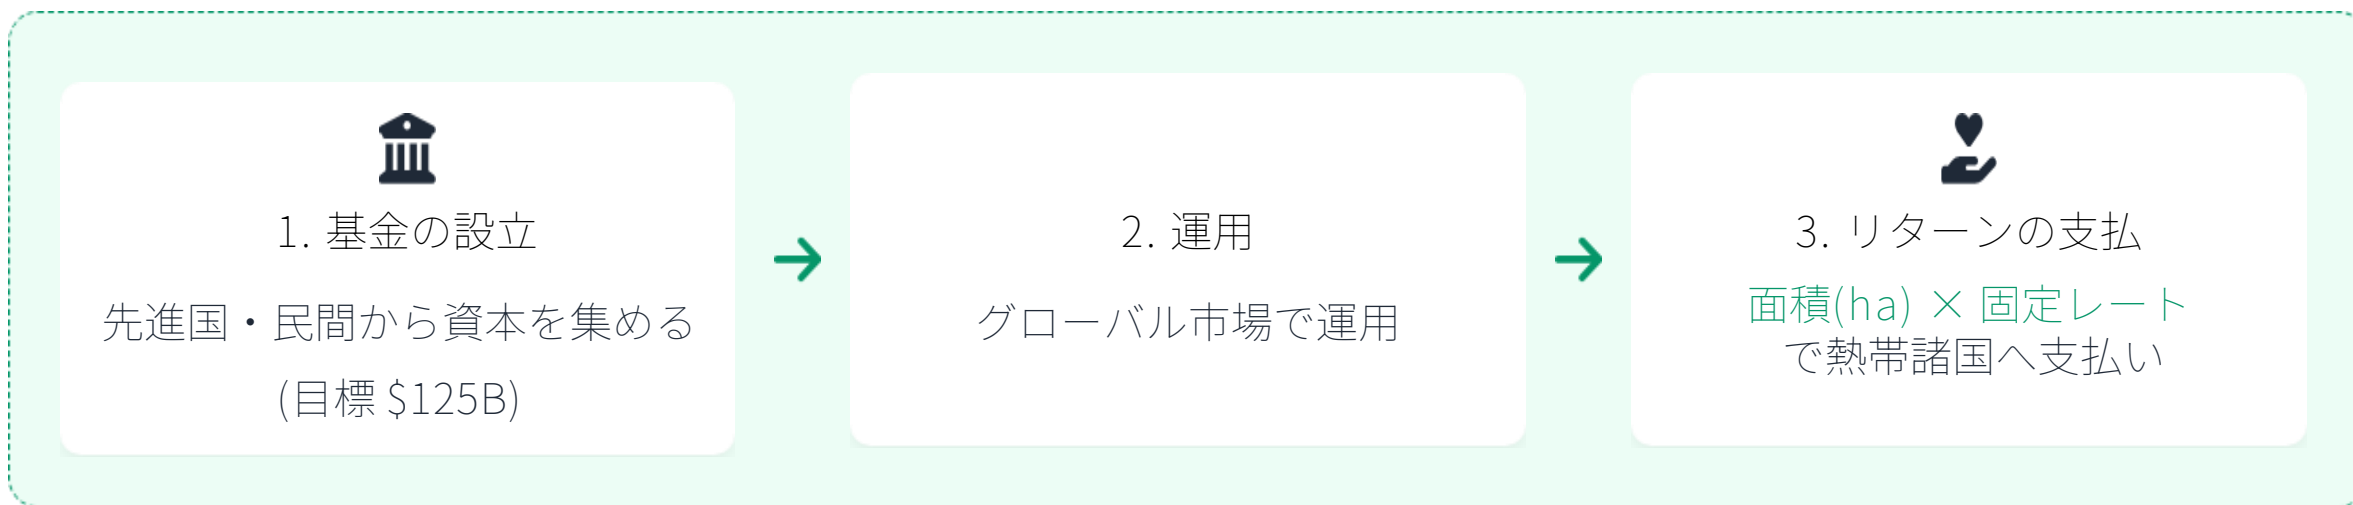 1. 基金の設立
先進国・民間から資本を集める
(目標 $125B)
2. 運用
グローバル市場で運用
3. リターンの支払
面積(ha) × 固定レート
で熱帯諸国へ支払い